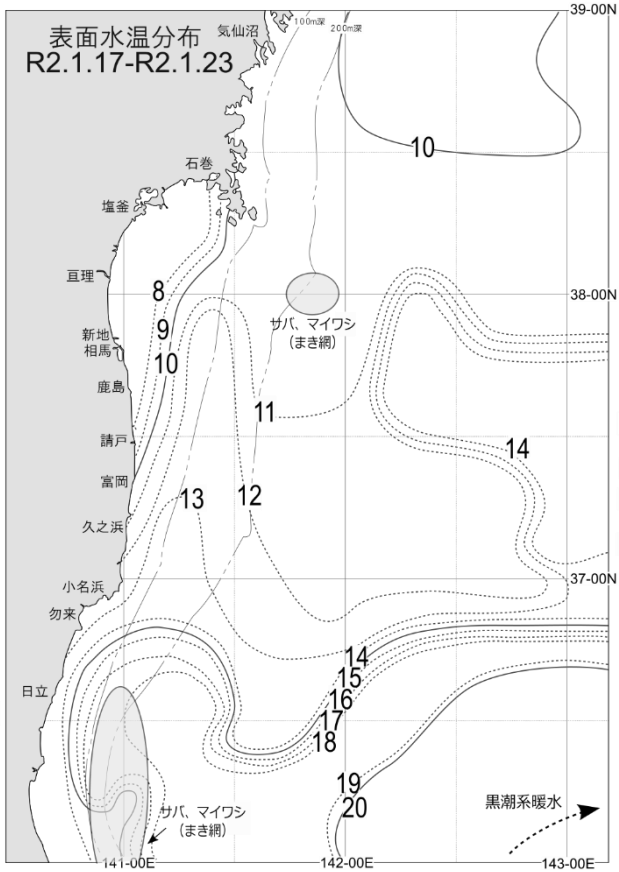 表面水温分布
R2.1.17-R2.1.23
気仙沼
100m深
200m深
39-00N
10
石巻
塩釜
亘理
8
38-00N
サバ、マイワシ
(まき網)
新地
9
相馬
10
鹿島
11
請戸
14
富岡
13
12
久之浜
37-00N
小名浜
勿来
14
15
日立
16
17
18
19
20
黒潮系暖水
サバ、マイワシ
(まき網)
141-00E
142-00E
143-00E